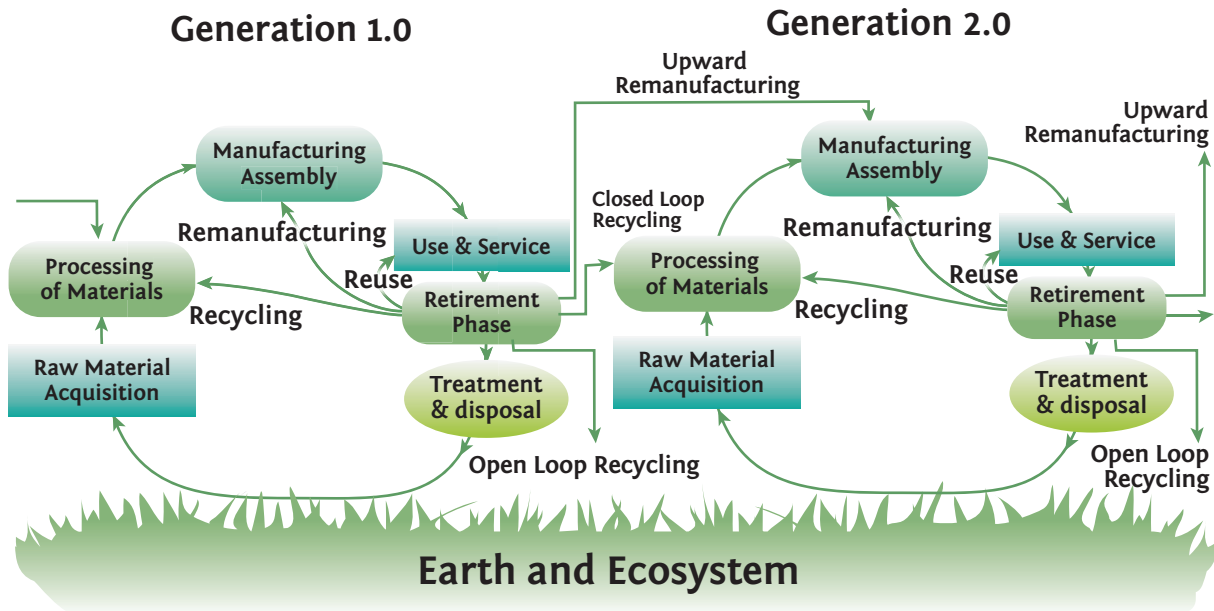 Generation 1.0
Generation 2.0
Upward
Remanufacturing
Upward
Remanufacturing
Manufacturing
Assembly
Manufacturing
Assembly
Closed Loop
Recycling
Remanufacturing
Use & Service
Remanufacturing
Use & Service
Processing
of Materials
Reuse
Processing
of Materials
Reuse
Recycling
Retirement
Phase
Recycling
Retirement
Phase
Raw Material
Acquisition
Treatment
& disposal
Raw Material
Acquisition
Treatment
& disposal
Open Loop Recycling
Open Loop
Recycling
Earth and Ecosystem